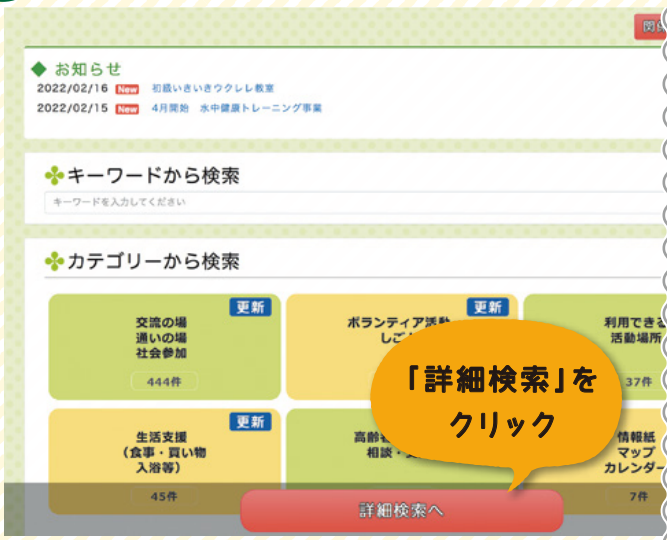 関
◆ お知らせ
2022/02/16 New 初級いきいきウクレレ教室
2022/02/15 New 4月開始 水中健康トレーニング事業
キーワードから検索
キーワードを入力してください
カテゴリーから検索
更新
交流の場
通いの場
社会参加
444件
更新
ボランティア活動
しご
利用できる
活動場所
37件
「詳細検索」を
クリック
更新
生活支援
(食事・買い物
入浴等)
45件
高齢
相談・
情報紙
マップ
カレンダー
7件
詳細検索へ